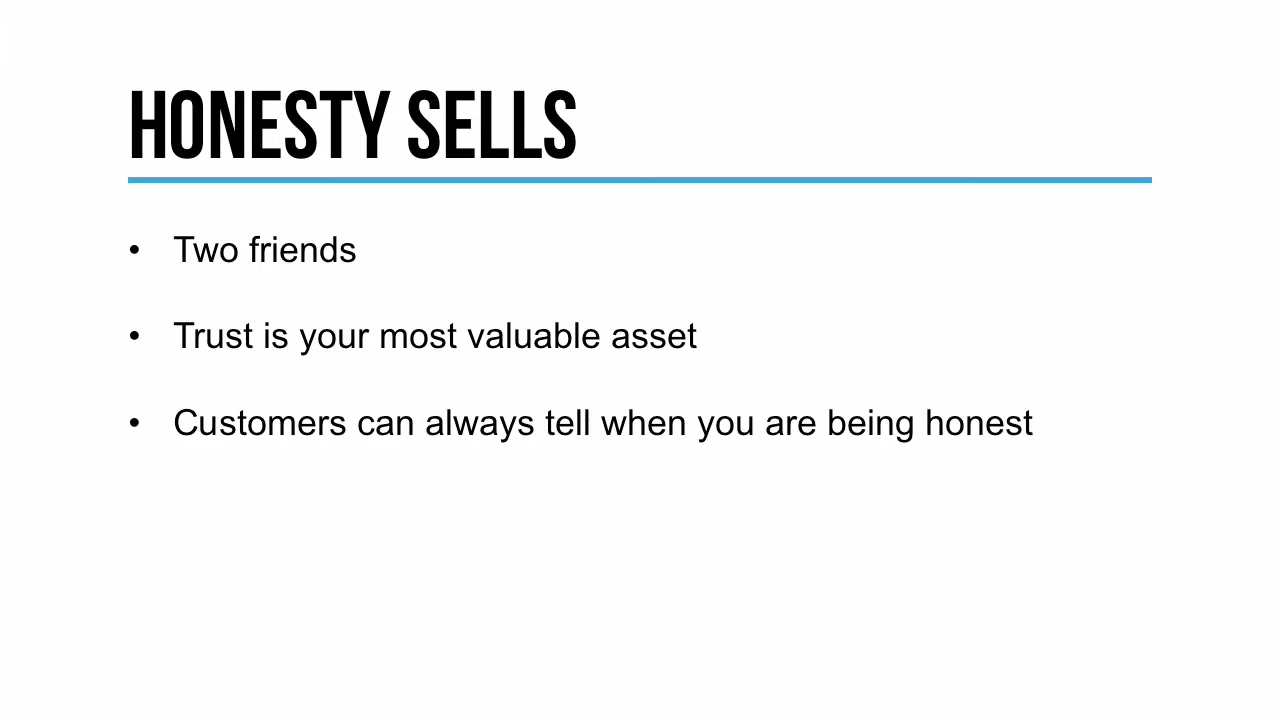 HONESTY SELLS
• Two friends
• Trust is your most valuable asset
• Customers can always tell when you are being honest